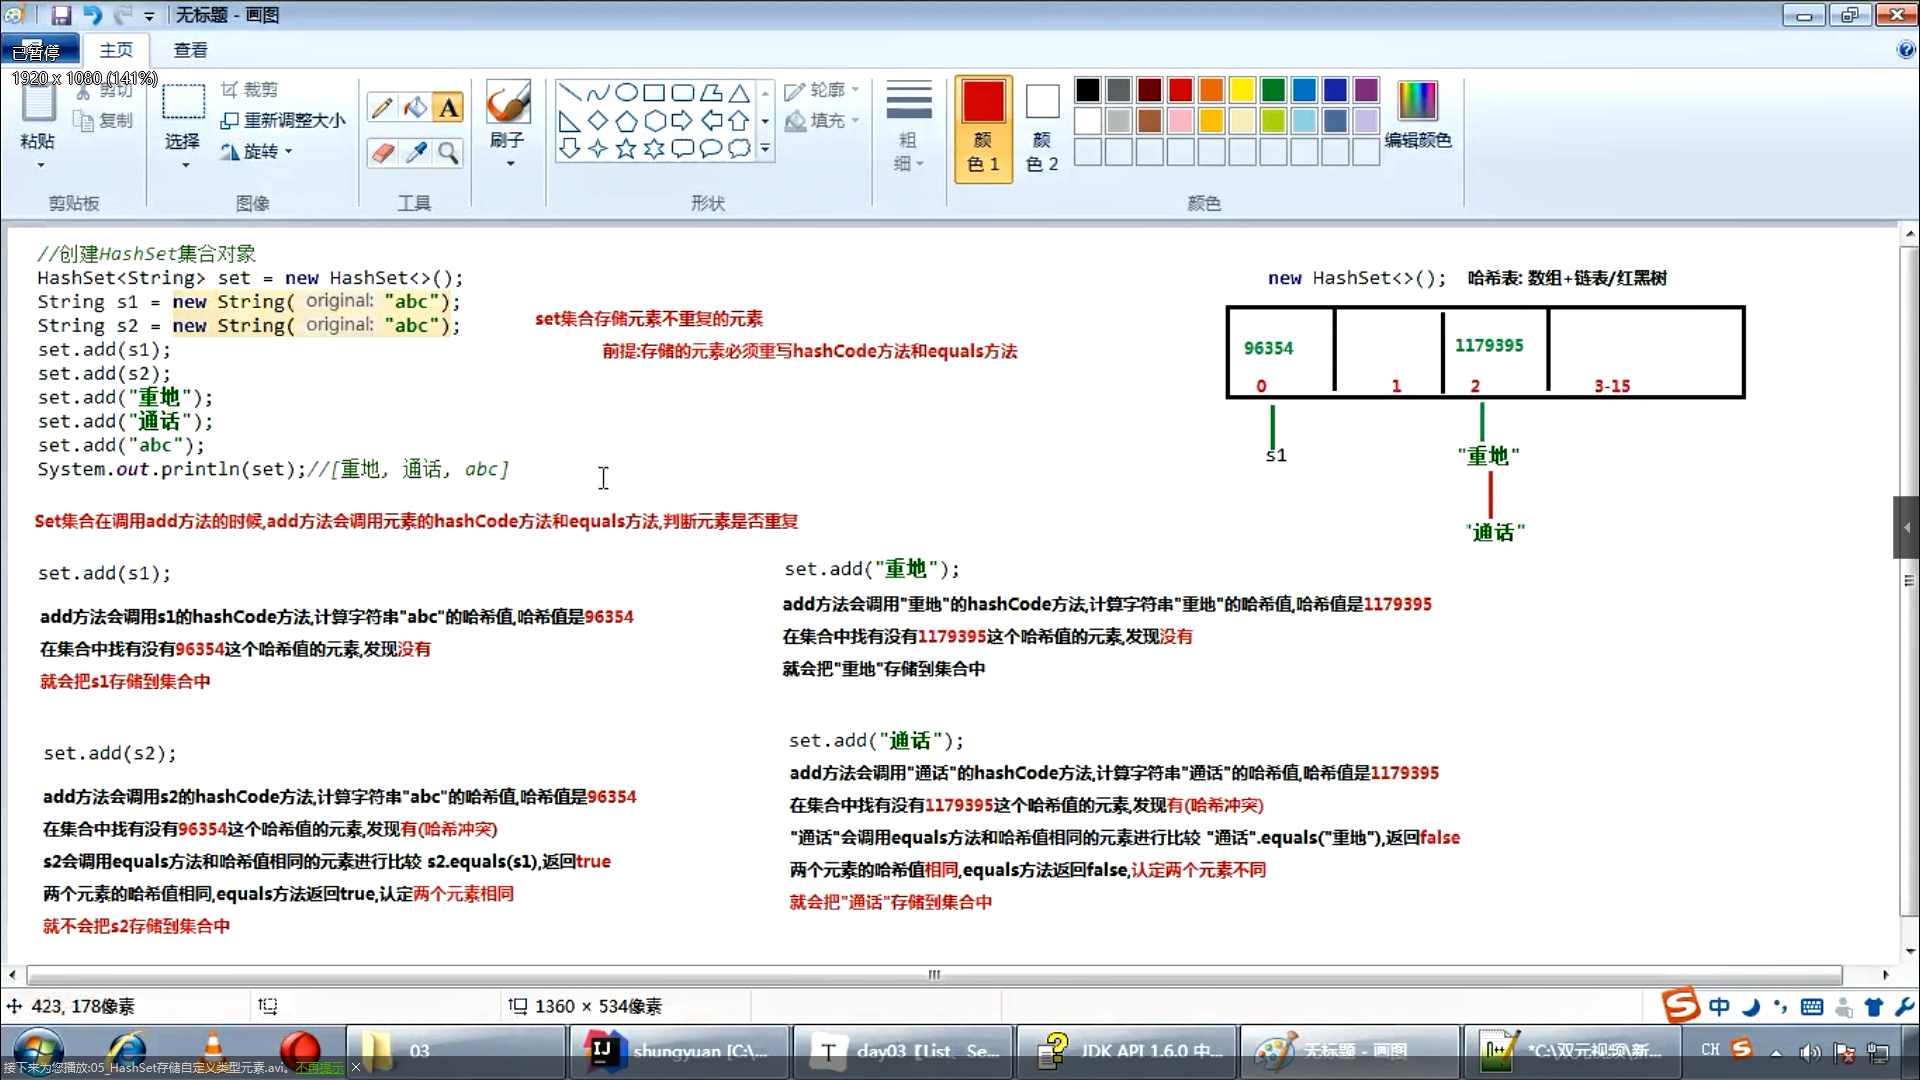 无标题 - 画图
已暂停
主页
查看
1920 x 1080 (141%)
粘贴
剪切
复制
剪贴板
选择
裁剪
重新调整大小
旋转
图像
A
工具
刷子
形状
轮廓
填充
粗细
颜色 1
颜色 2
编辑颜色
颜色
//创建HashSet集合对象
HashSet<String> set = new HashSet<>();
String s1 = new String( original: "abc");
String s2 = new String( original: "abc");
set.add(s1);
set.add(s2);
set.add("重地");
set.add("通话");
set.add("abc");
System.out.println(set);//[重地, 通话, abc]
set集合存储元素不重复的元素
前提:存储的元素必须重写hashCode方法和equals方法
new HashSet<>(); 哈希表: 数组+链表/红黑树
96354
1179395
0
1
2
3-15
s1
"重地"
"通话"
Set集合在调用add方法的时候,add方法会调用元素的hashCode方法和equals方法,判断元素是否重复
set.add(s1);
add方法会调用s1的hashCode方法,计算字符串"abc"的哈希值,哈希值是96354
在集合中找有没有96354这个哈希值的元素,发现没有
就会把s1存储到集合中
set.add(s2);
add方法会调用s2的hashCode方法,计算字符串"abc"的哈希值,哈希值是96354
在集合中找有没有96354这个哈希值的元素,发现有(哈希冲突)
s2会调用equals方法和哈希值相同的元素进行比较 s2.equals(s1),返回true
两个元素的哈希值相同,equals方法返回true,认定两个元素相同
就不会把s2存储到集合中
set.add("重地");
add方法会调用"重地"的hashCode方法,计算字符串"重地"的哈希值,哈希值是1179395
在集合中找有没有1179395这个哈希值的元素,发现没有
就会把"重地"存储到集合中
set.add("通话");
add方法会调用"通话"的hashCode方法,计算字符串"通话"的哈希值,哈希值是1179395
在集合中找有没有1179395这个哈希值的元素,发现有(哈希冲突)
"通话"会调用equals方法和哈希值相同的元素进行比较 "通话".equals("重地"),返回false
两个元素的哈希值相同,equals方法返回false,认定两个元素不同
就会把"通话"存储到集合中
423, 178像素
1360 × 534像素
中
03
shungyuan [C:\...
day03【List、Se...
JDK API 1.6.0 中...
无标题 - 画图
*C:\双元视频\新...
CH
接下来为您播放:05_HashSet存储自定义类型元素.avi。 不再提示 ×